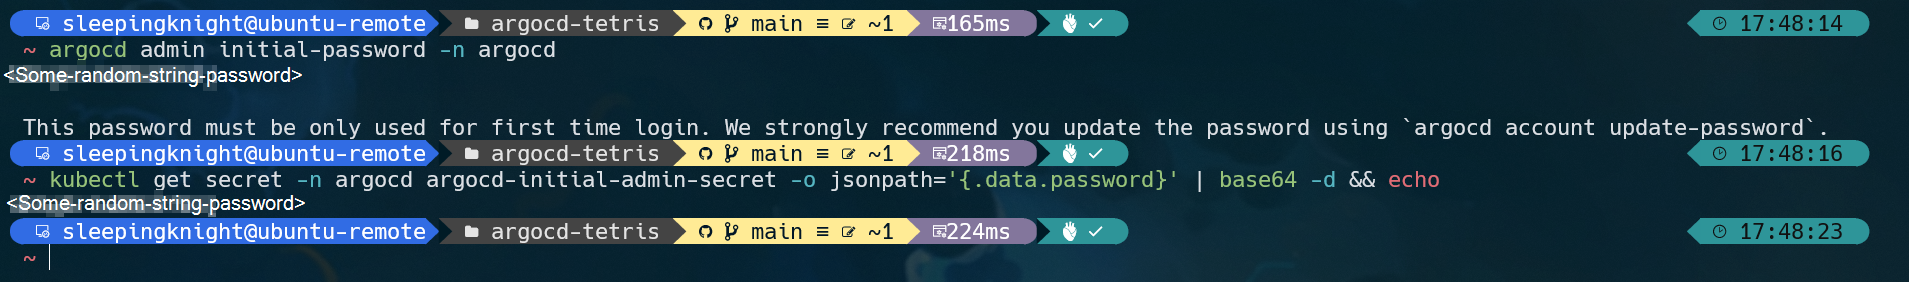 sleepingknight@ubuntu-remote argocd-tetris main ≡ ~1 165ms ✓ 17:48:14
~ argocd admin initial-password -n argocd
<Some-random-string-password>
This password must be only used for first time login. We strongly recommend you update the password using `argocd account update-password`.
sleepingknight@ubuntu-remote argocd-tetris main ≡ ~1 218ms ✓ 17:48:16
~ kubectl get secret -n argocd argocd-initial-admin-secret -o jsonpath='{.data.password}' | base64 -d && echo
<Some-random-string-password>
sleepingknight@ubuntu-remote argocd-tetris main ≡ ~1 224ms ✓ 17:48:23
~